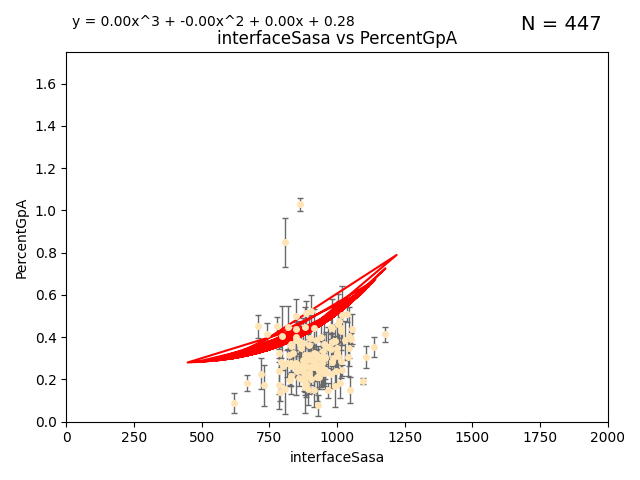 y = 0.00x^3 + -0.00x^2 + 0.00x + 0.28
N = 447
interfaceSasa vs PercentGpA
PercentGpA
1.6
1.4
1.2
1.0
0.8
0.6
0.4
0.2
0.0
0 250 500 750 1000 1250 1500 1750 2000
interfaceSasa